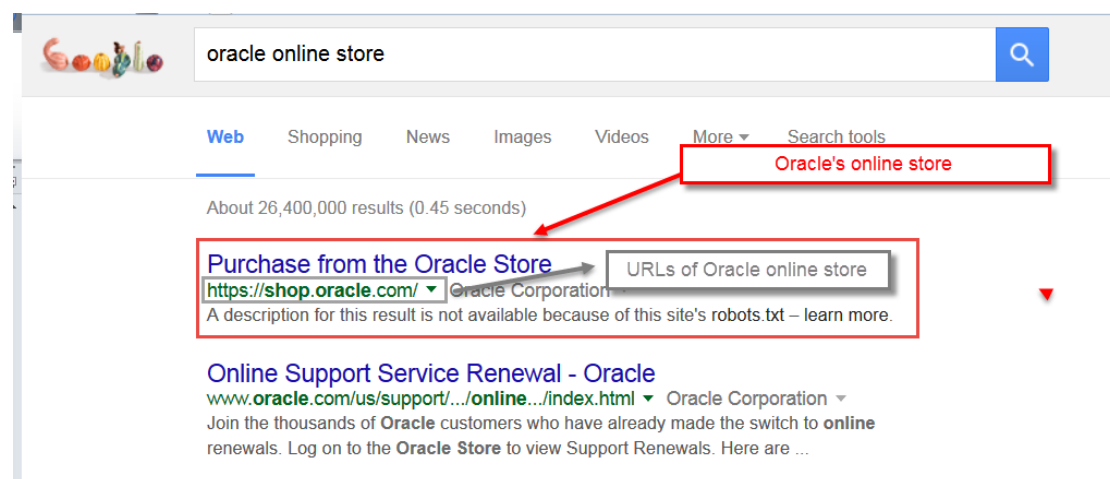 Google
oracle online store
Web Shopping News Images Videos More Search tools
Oracle's online store
About 26,400,000 results (0.45 seconds)
Purchase from the Oracle Store
URLs of Oracle online store
https://shop.oracle.com/ Oracle Corporation
A description for this result is not available because of this site's robots.txt – learn more.
Online Support Service Renewal - Oracle
www.oracle.com/us/support/.../online.../index.html Oracle Corporation
Join the thousands of Oracle customers who have already made the switch to online
renewals. Log on to the Oracle Store to view Support Renewals. Here are ...